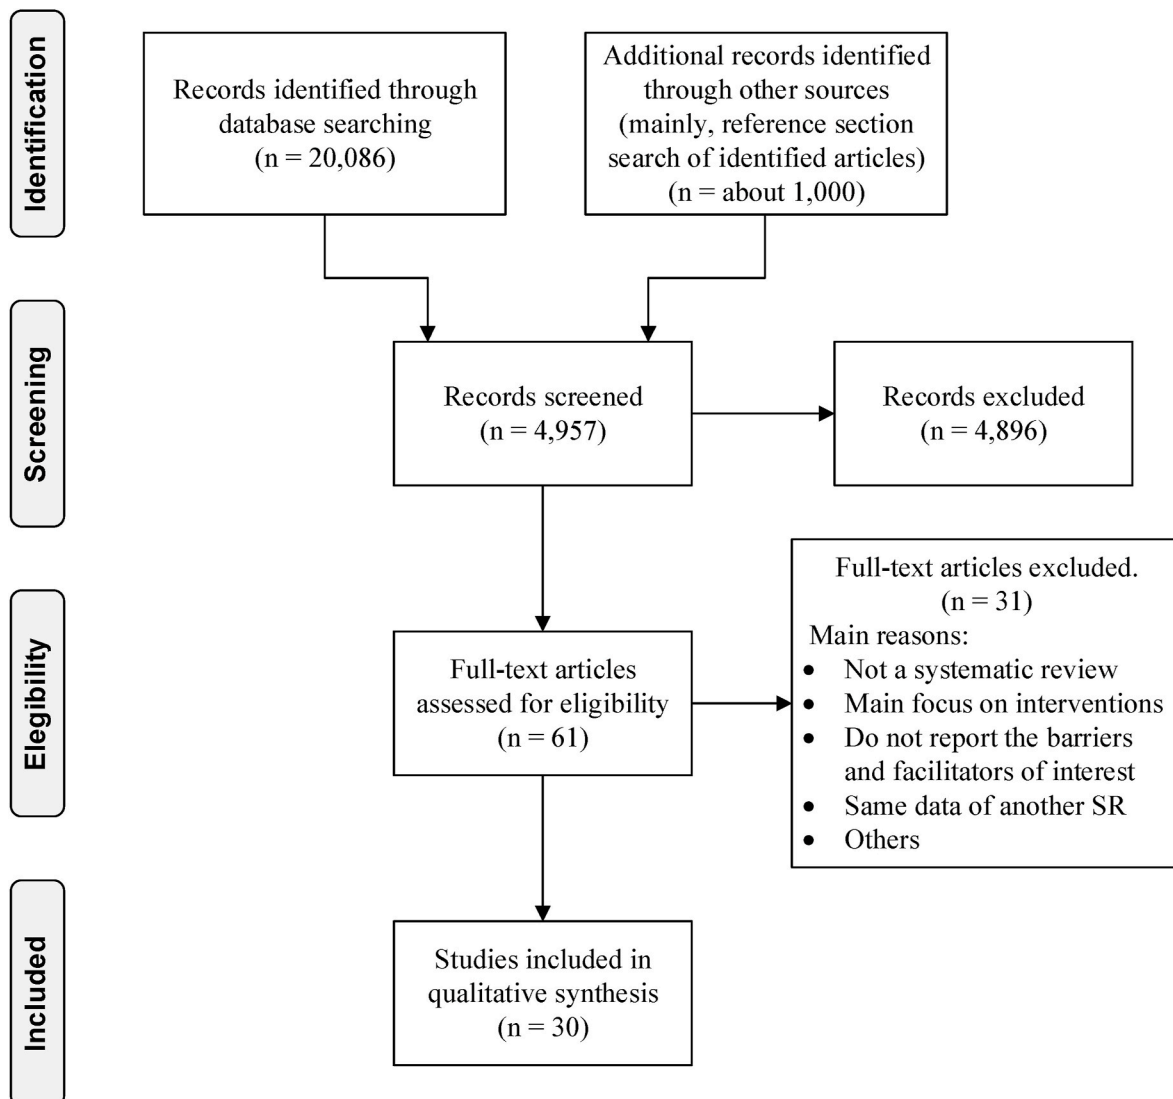 Identification
Records identified through
database searching
(n = 20,086)
Additional records identified
through other sources
(mainly, reference section
search of identified articles)
(n = about 1,000)
Screening
Records screened
(n = 4,957)
Records excluded
(n = 4,896)
Elegibility
Full-text articles
assessed for eligibility
(n = 61)
Full-text articles excluded.
(n = 31)
Main reasons:
• Not a systematic review
• Main focus on interventions
• Do not report the barriers
and facilitators of interest
• Same data of another SR
• Others
Included
Studies included in
qualitative synthesis
(n = 30)